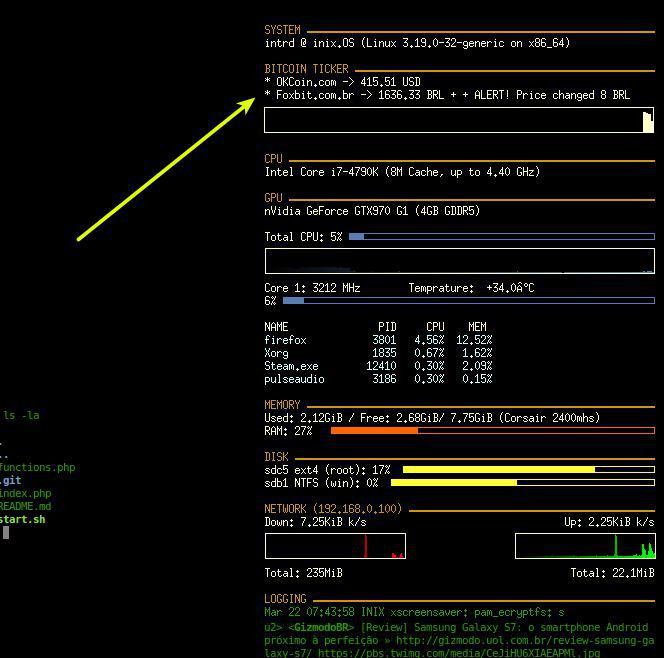 SYSTEM
intrd @ inix.OS (Linux 3.19.0-32-generic on x86_64)
BITCOIN TICKER
* OKCoin.com -> 415.51 USD
* Foxbit.com.br -> 1636.33 BRL + + ALERT! Price changed 8 BRL
CPU
Intel Core i7-4790K (8M Cache, up to 4.40 GHz)
GPU
nVidia GeForce GTX970 G1 (4GB GDDR5)
Total CPU: 5%
Core 1: 3212 MHz Temprature: +34.0Â°C
6%
NAME PID CPU MEM
firefox 3801 4.56% 12.52%
Xorg 1835 0.67% 1.62%
Steam.exe 12410 0.30% 2.09%
pulseaudio 3186 0.30% 0.15%
MEMORY
Used: 2.12GiB / Free: 2.68GiB/ 7.75GiB (Corsair 2400mhs)
RAM: 27%
DISK
sdc5 ext4 (root): 17%
sdb1 NTFS (win): 0%
NETWORK (192.168.0.100)
Down: 7.25KiB k/s Up: 2.25KiB k/s
Total: 235MiB Total: 22.1MiB
LOGGING
Mar 22 07:43:58 INIX xscreensaver: pam_ecryptfs: s
u2> <GizmodoBR> [Review] Samsung Galaxy S7: o smartphone Android
próximo à perfeição » http://gizmodo.uol.com.br/review-samsung-ga
laxy-s7/ https://pbs.twimg.com/media/CeJiHU6XIAEAPMl.jpg
ls -la
.
..
functions.php
.git
index.php
README.md
start.sh